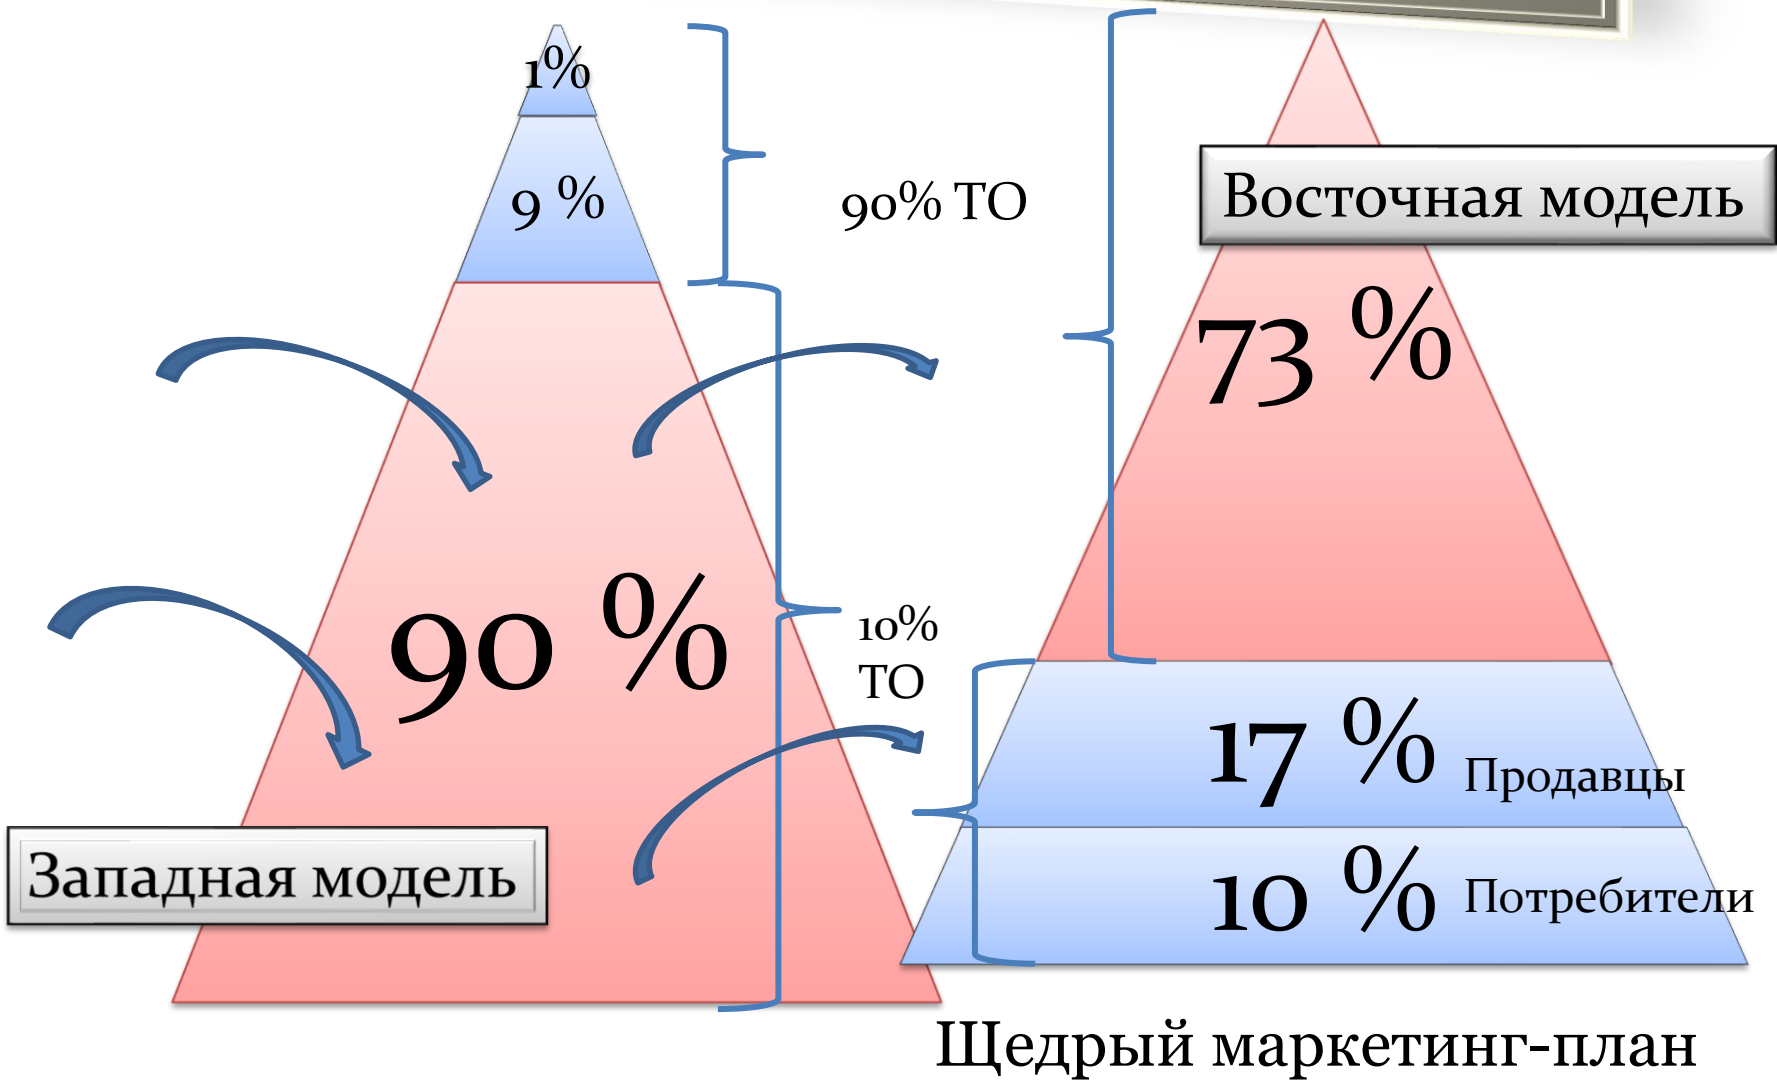 1%
9 %
90% ТО
90 %
10%
ТО
Западная модель
Восточная модель
73 %
17 % Продавцы
10 % Потребители
Щедрый маркетинг-план